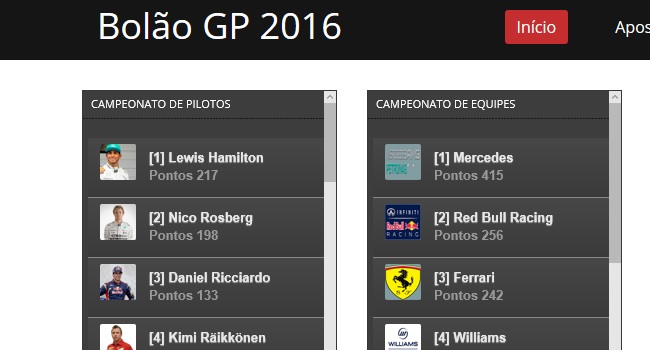 Bolão GP 2016
Início
Apos
CAMPEONATO DE PILOTOS
[1] Lewis Hamilton
Pontos 217
[2] Nico Rosberg
Pontos 198
[3] Daniel Ricciardo
Pontos 133
[4] Kimi Räikkönen
CAMPEONATO DE EQUIPES
[1] Mercedes
Pontos 415
INFINITI
Red Bull
RACING
[2] Red Bull Racing
Pontos 256
[3] Ferrari
Pontos 242
WILLIAMS
[4] Williams